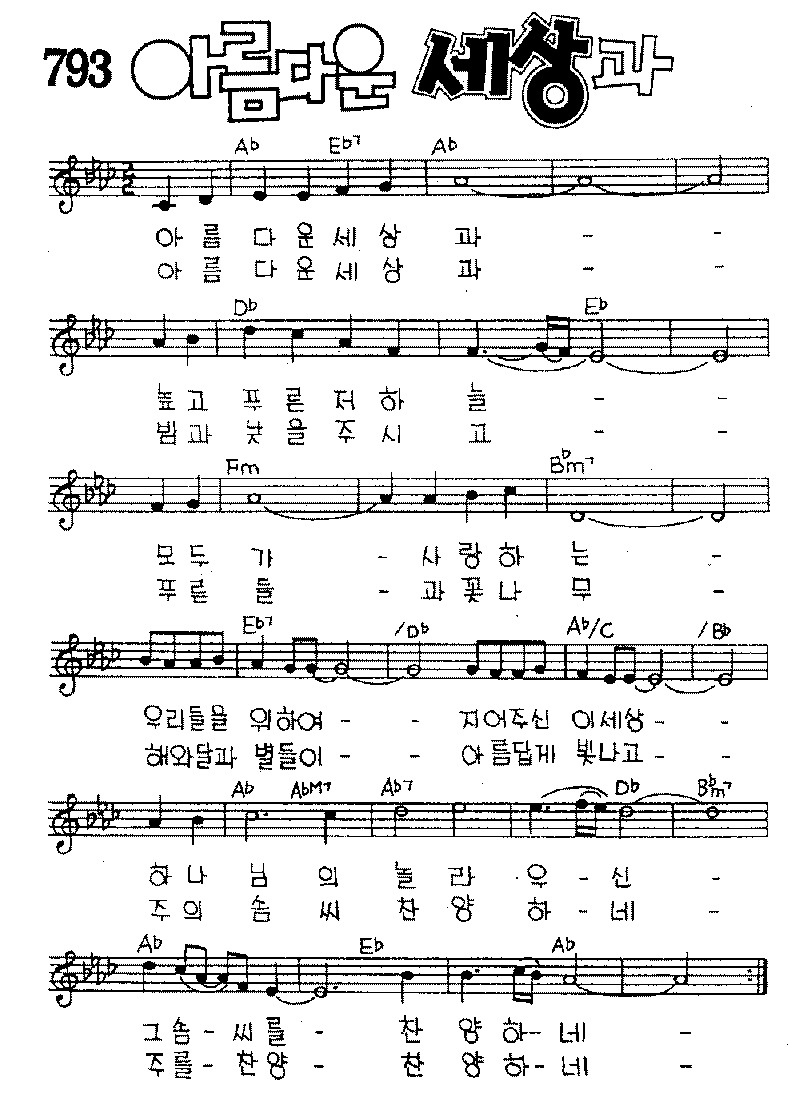 793 아름다운 세상과
Ab Eb7 Ab
아 름 다 운 세 상 과 - -
아 름 다 운 세 상 과 - -
Db Eb
높 고 푸 른 저 하 늘 - -
밤 과 낮 을 주 시 고 - -
Fm Bbm7
모 두 가 - 사 랑 하 는 -
푸 른 들 - 과 꽃 나 무 -
Eb7 /Db Ab/C /Bb
우리들을 위하여 - - 지어주신 이세상 - -
해와달과 별들이 - - 아름답게 빛나고 - -
Ab AbM7 Ab7 Db Bbm7
하 나 님 의 놀 라 우 - 신 -
주 의 솜 씨 찬 양 하 - 네 -
Ab Eb Ab
그 솜 - 씨 를 - 찬 양 하 - 네 -
주 를 - 찬 양 - 찬 양 하 - 네 -